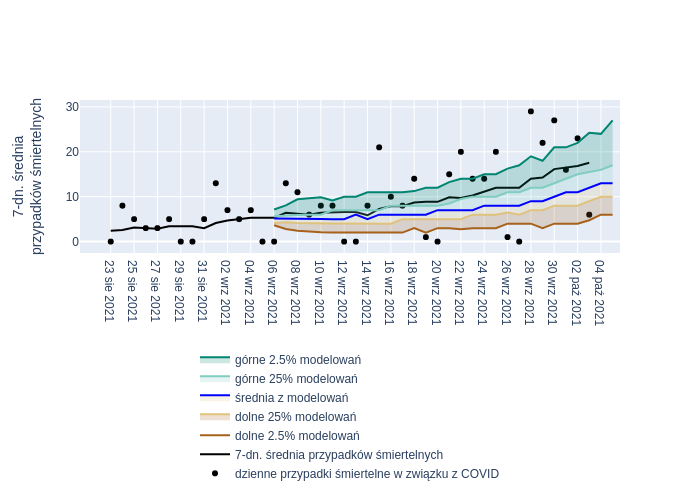 7-dn. średnia
przypadków śmiertelnych
30
20
10
0
23 sie 2021
25 sie 2021
27 sie 2021
29 sie 2021
31 sie 2021
02 wrz 2021
04 wrz 2021
06 wrz 2021
08 wrz 2021
10 wrz 2021
12 wrz 2021
14 wrz 2021
16 wrz 2021
18 wrz 2021
20 wrz 2021
22 wrz 2021
24 wrz 2021
26 wrz 2021
28 wrz 2021
30 wrz 2021
02 paź 2021
04 paź 2021
górne 2.5% modelowań
górne 25% modelowań
średnia z modelowań
dolne 25% modelowań
dolne 2.5% modelowań
7-dn. średnia przypadków śmiertelnych
dzienne przypadki śmiertelne w związku z COVID